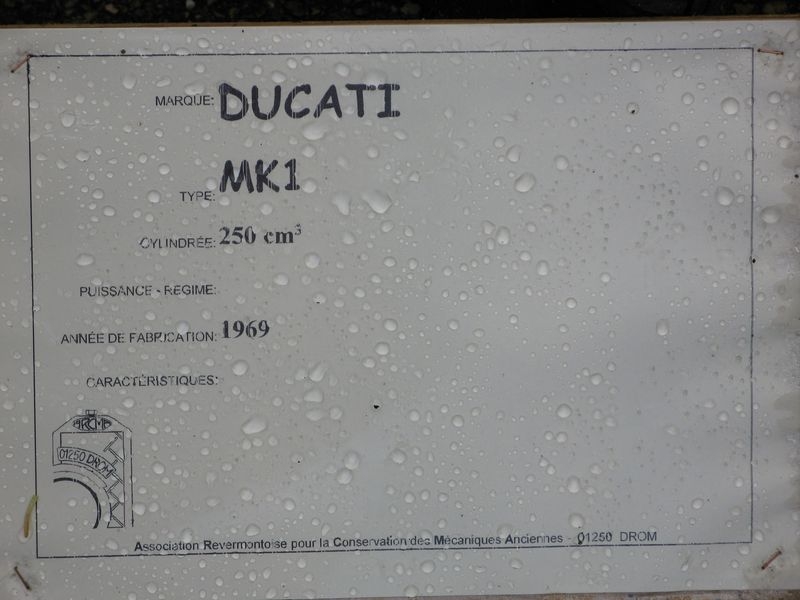 MARQUE: DUCATI
TYPE: MK1
CYLINDRÉE: 250 cm³
PUISSANCE - REGIME:
ANNÉE DE FABRICATION: 1969
CARACTÉRISTIQUES:
ARCMA
01250 DROM
Association Revermontoise pour la Conservation des Mécaniques Anciennes - 01250 DROM